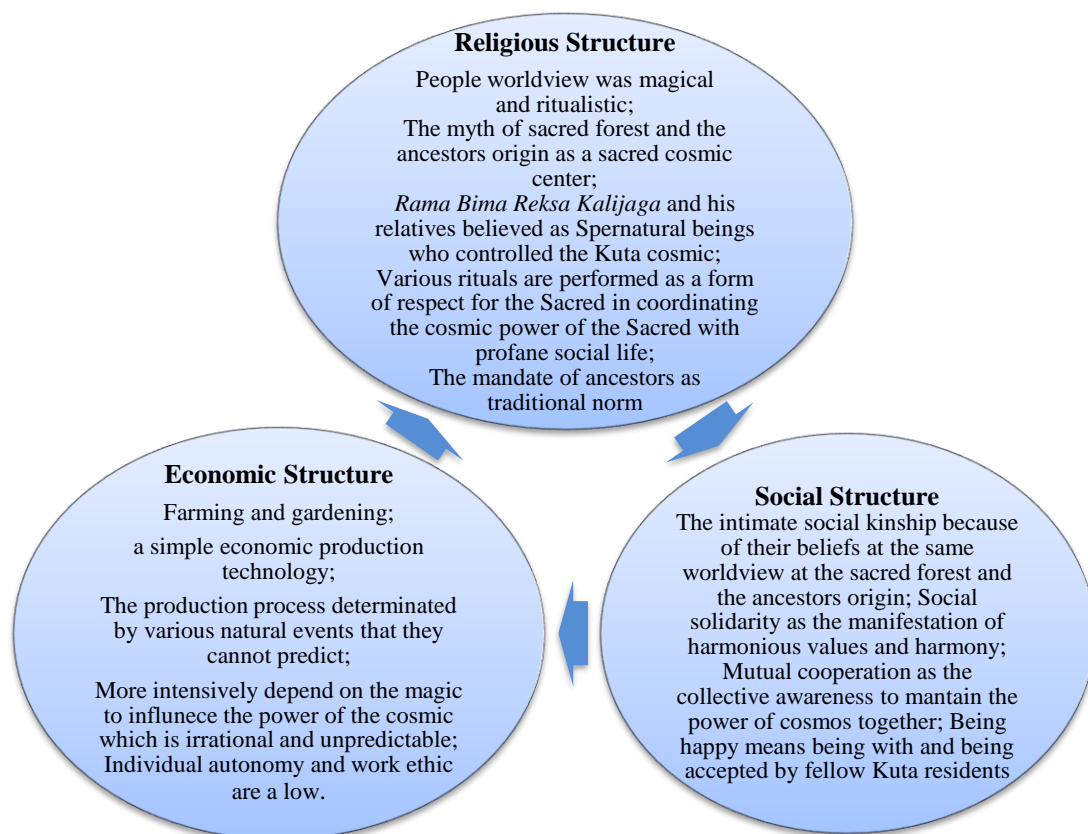 Religious Structure
People worldview was magical
and ritualistic;
The myth of sacred forest and the
ancestors origin as a sacred cosmic
center;
Rama Bima Reksa Kalijaga and his
relatives believed as Spernatural beings
who controlled the Kuta cosmic;
Various rituals are performed as a form
of respect for the Sacred in coordinating
the cosmic power of the Sacred with
profane social life;
The mandate of ancestors as
traditional norm
Economic Structure
Farming and gardening;
a simple economic production
technology;
The production process determinated
by various natural events that they
cannot predict;
More intensively depend on the magic
to influnece the power of the cosmic
which is irrational and unpredictable;
Individual autonomy and work ethic
are a low.
Social Structure
The intimate social kinship because
of their beliefs at the same
worldview at the sacred forest and
the ancestors origin; Social
solidarity as the manifestation of
harmonious values and harmony;
Mutual cooperation as the
collective awareness to mantain the
power of cosmos together; Being
happy means being with and being
accepted by fellow Kuta residents